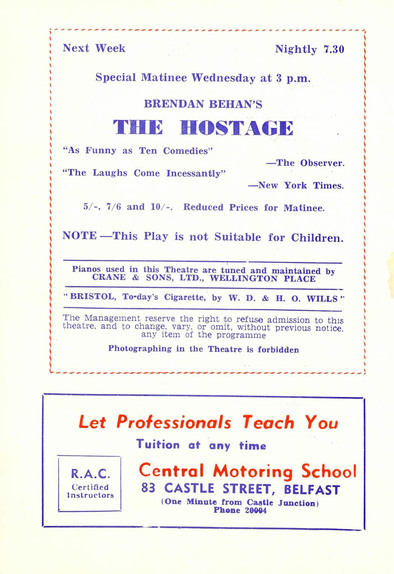 Next Week Nightly 7.30
Special Matinee Wednesday at 3 p.m.
BRENDAN BEHAN'S
THE HOSTAGE
"As Funny as Ten Comedies"
—The Observer.
"The Laughs Come Incessantly"
—New York Times.
5/-, 7/6 and 10/-. Reduced Prices for Matinee.
NOTE —This Play is not Suitable for Children.
Pianos used in this Theatre are tuned and maintained by
CRANE & SONS, LTD., WELLINGTON PLACE
"BRISTOL, To-day's Cigarette, by W. D. & H. O. WILLS"
The Management reserve the right to refuse admission to this
theatre, and to change, vary, or omit, without previous notice,
any item of the programme
Photographing in the Theatre is forbidden
Let Professionals Teach You
Tuition at any time
R.A.C.
Certified
Instructors
Central Motoring School
83 CASTLE STREET, BELFAST
(One Minute from Castle Junction)
Phone 20004